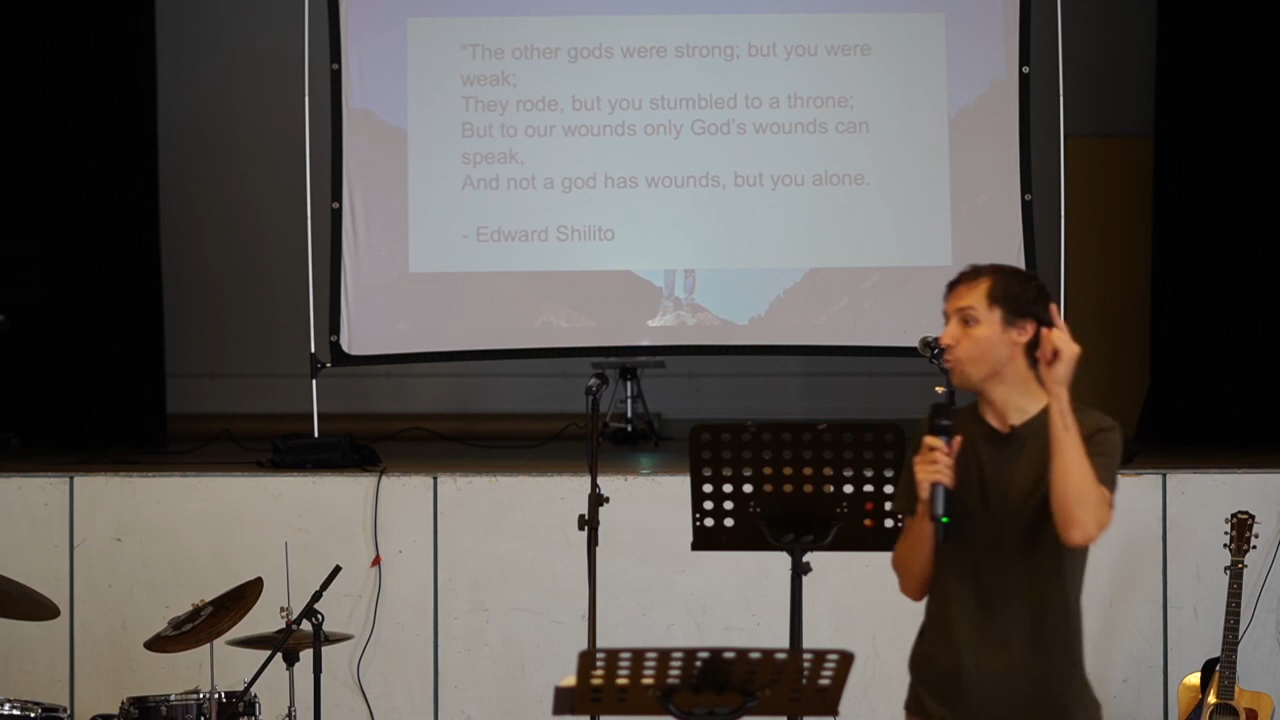 “The other gods were strong; but you were
weak;
They rode, but you stumbled to a throne;
But to our wounds only God’s wounds can
speak,
And not a god has wounds, but you alone.
- Edward Shilito